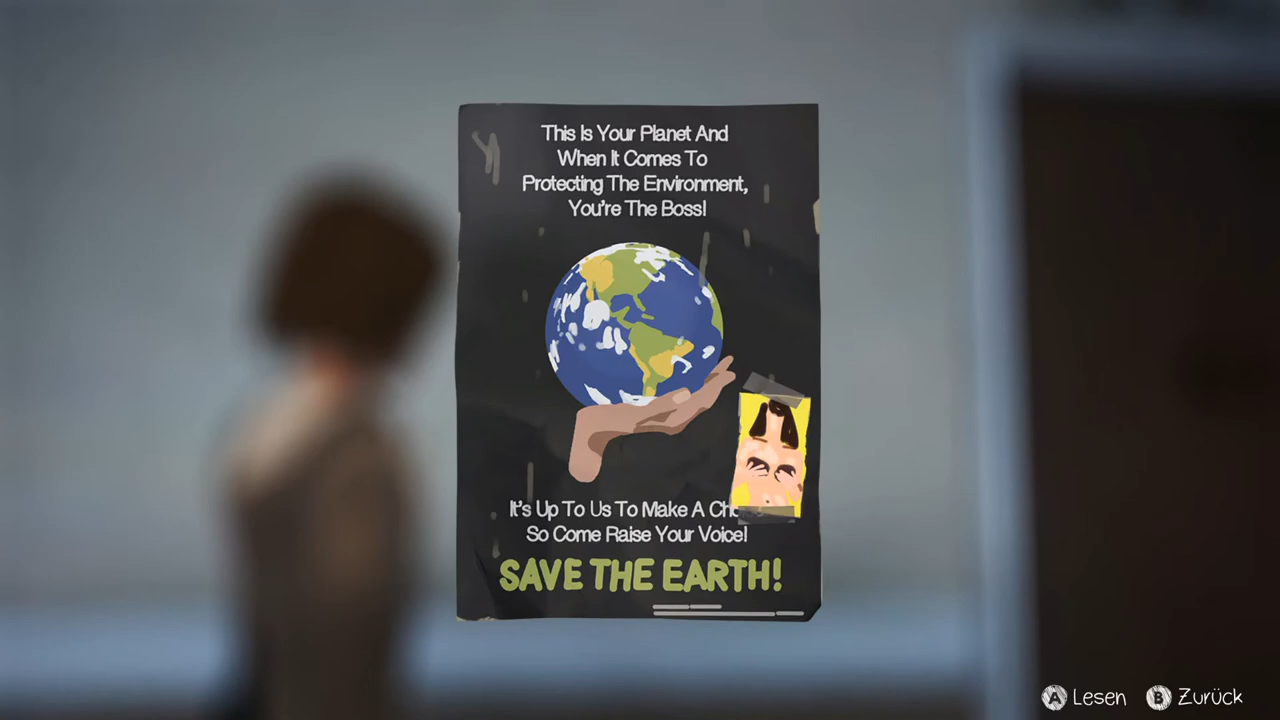 This Is Your Planet And
When It Comes To
Protecting The Environment,
You're The Boss!
It's Up To Us To Make A
So Come Raise Your Voice!
SAVE THE EARTH!
A Lesen B Zurück